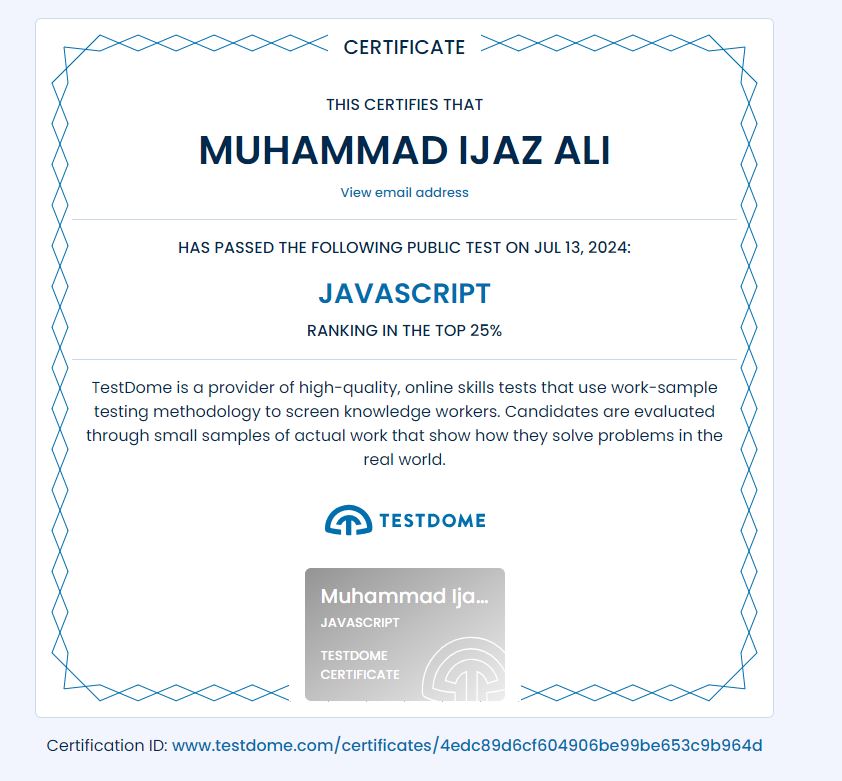 CERTIFICATE
THIS CERTIFIES THAT
MUHAMMAD IJAZ ALI
View email address
HAS PASSED THE FOLLOWING PUBLIC TEST ON JUL 13, 2024:
JAVASCRIPT
RANKING IN THE TOP 25%
TestDome is a provider of high-quality, online skills tests that use work-sample
testing methodology to screen knowledge workers. Candidates are evaluated
through small samples of actual work that show how they solve problems in the
real world.
TESTDOME
Muhammad Ija...
JAVASCRIPT
TESTDOME
CERTIFICATE
Certification ID: www.testdome.com/certificates/4edc89d6cf604906be99be653c9b964d